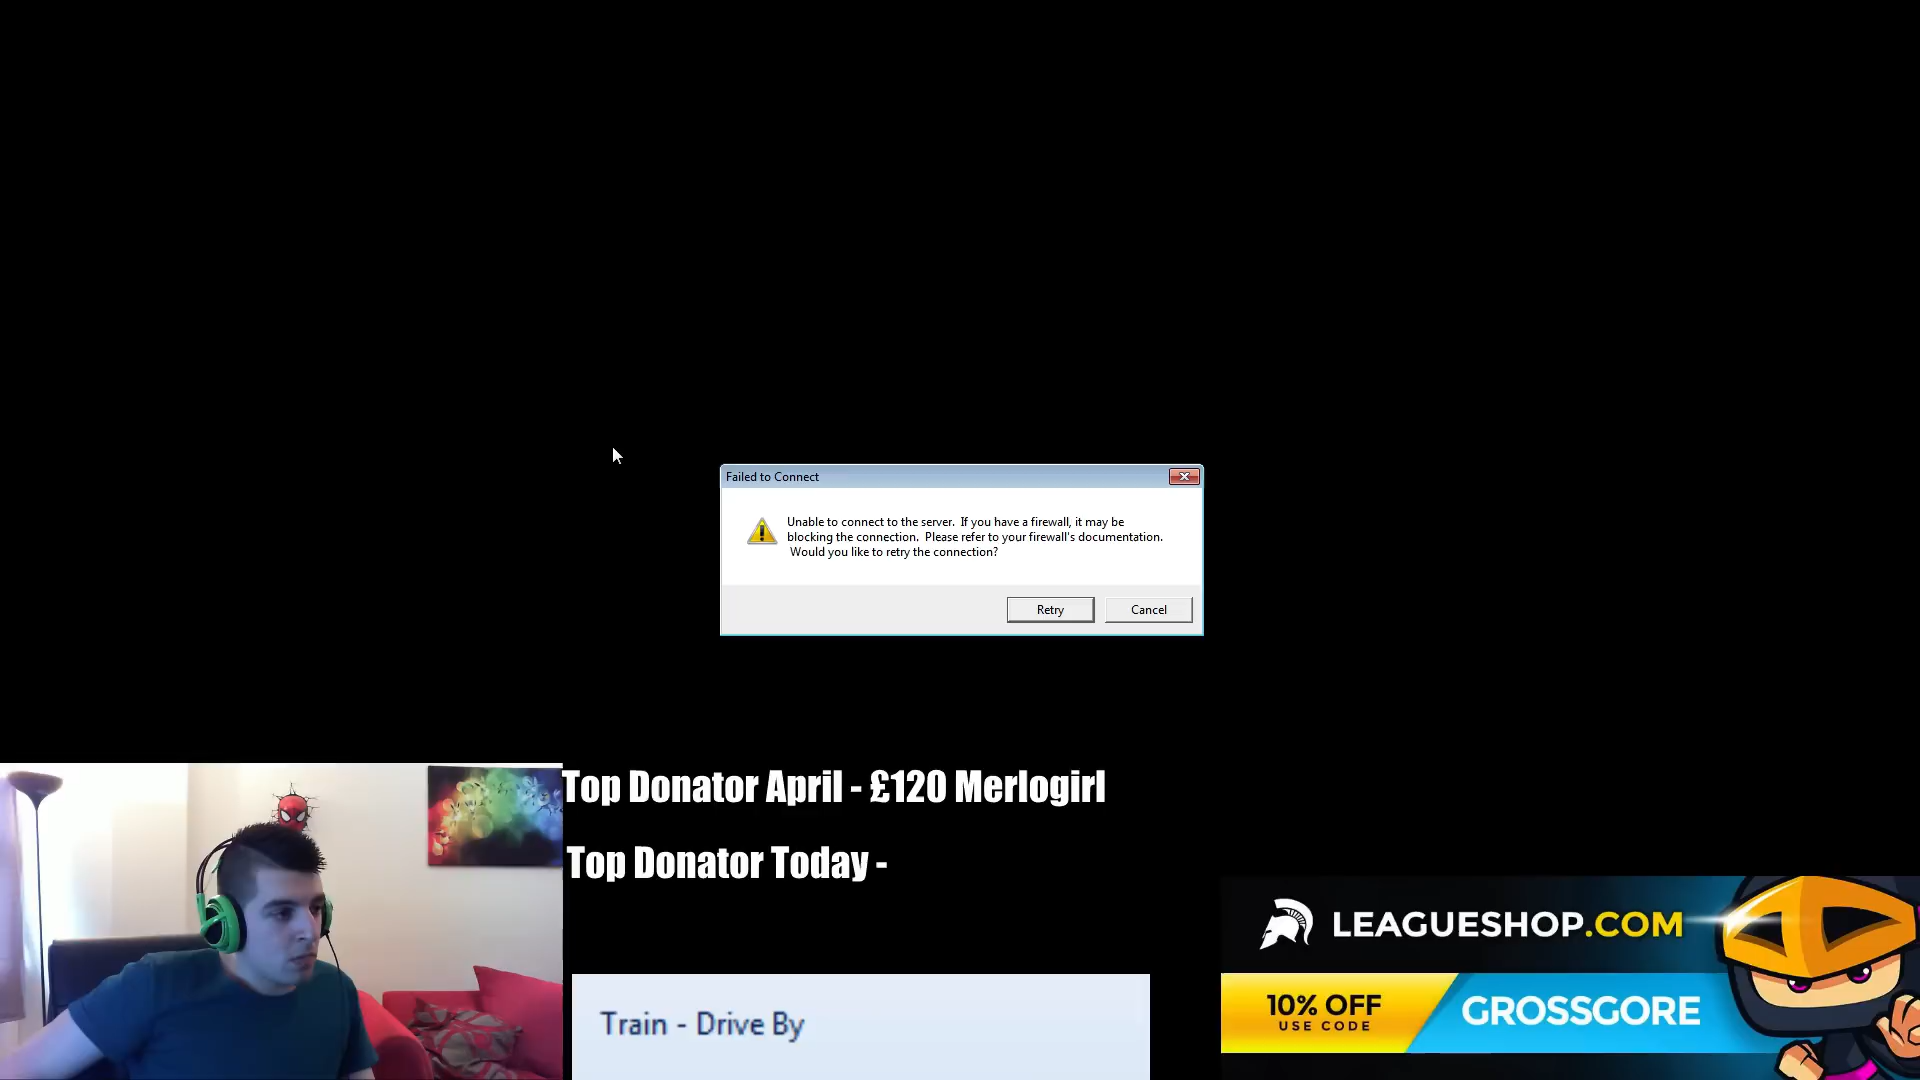 Failed to Connect
Unable to connect to the server. If you have a firewall, it may be
blocking the connection. Please refer to your firewall's documentation.
Would you like to retry the connection?
Retry
Cancel
Top Donator April - £120 Merlogirl
Top Donator Today -
LEAGUESHOP.COM
10% OFF
USE CODE
GROSSGORE
Train - Drive By